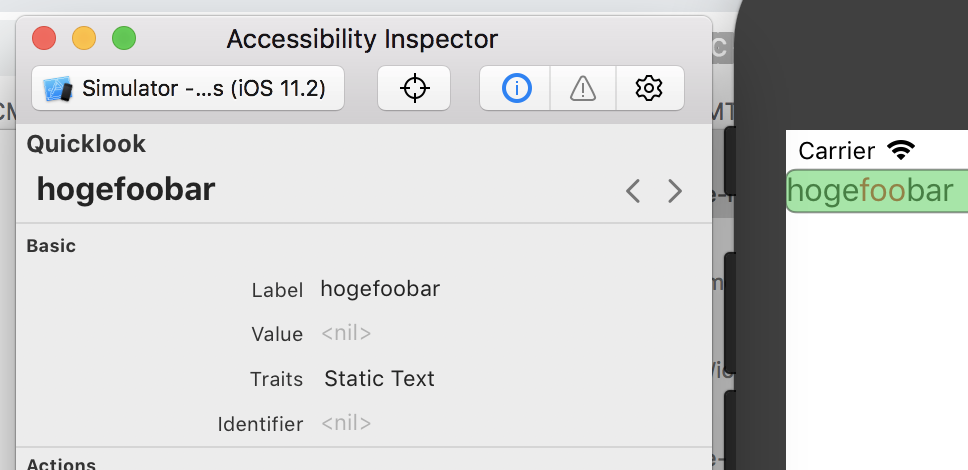 Accessibility Inspector
Simulator -...s (iOS 11.2)
Quicklook
hogefoobar
Basic
Label hogefoobar
Value <nil>
Traits Static Text
Identifier <nil>
Actions
Carrier
hogefoobar